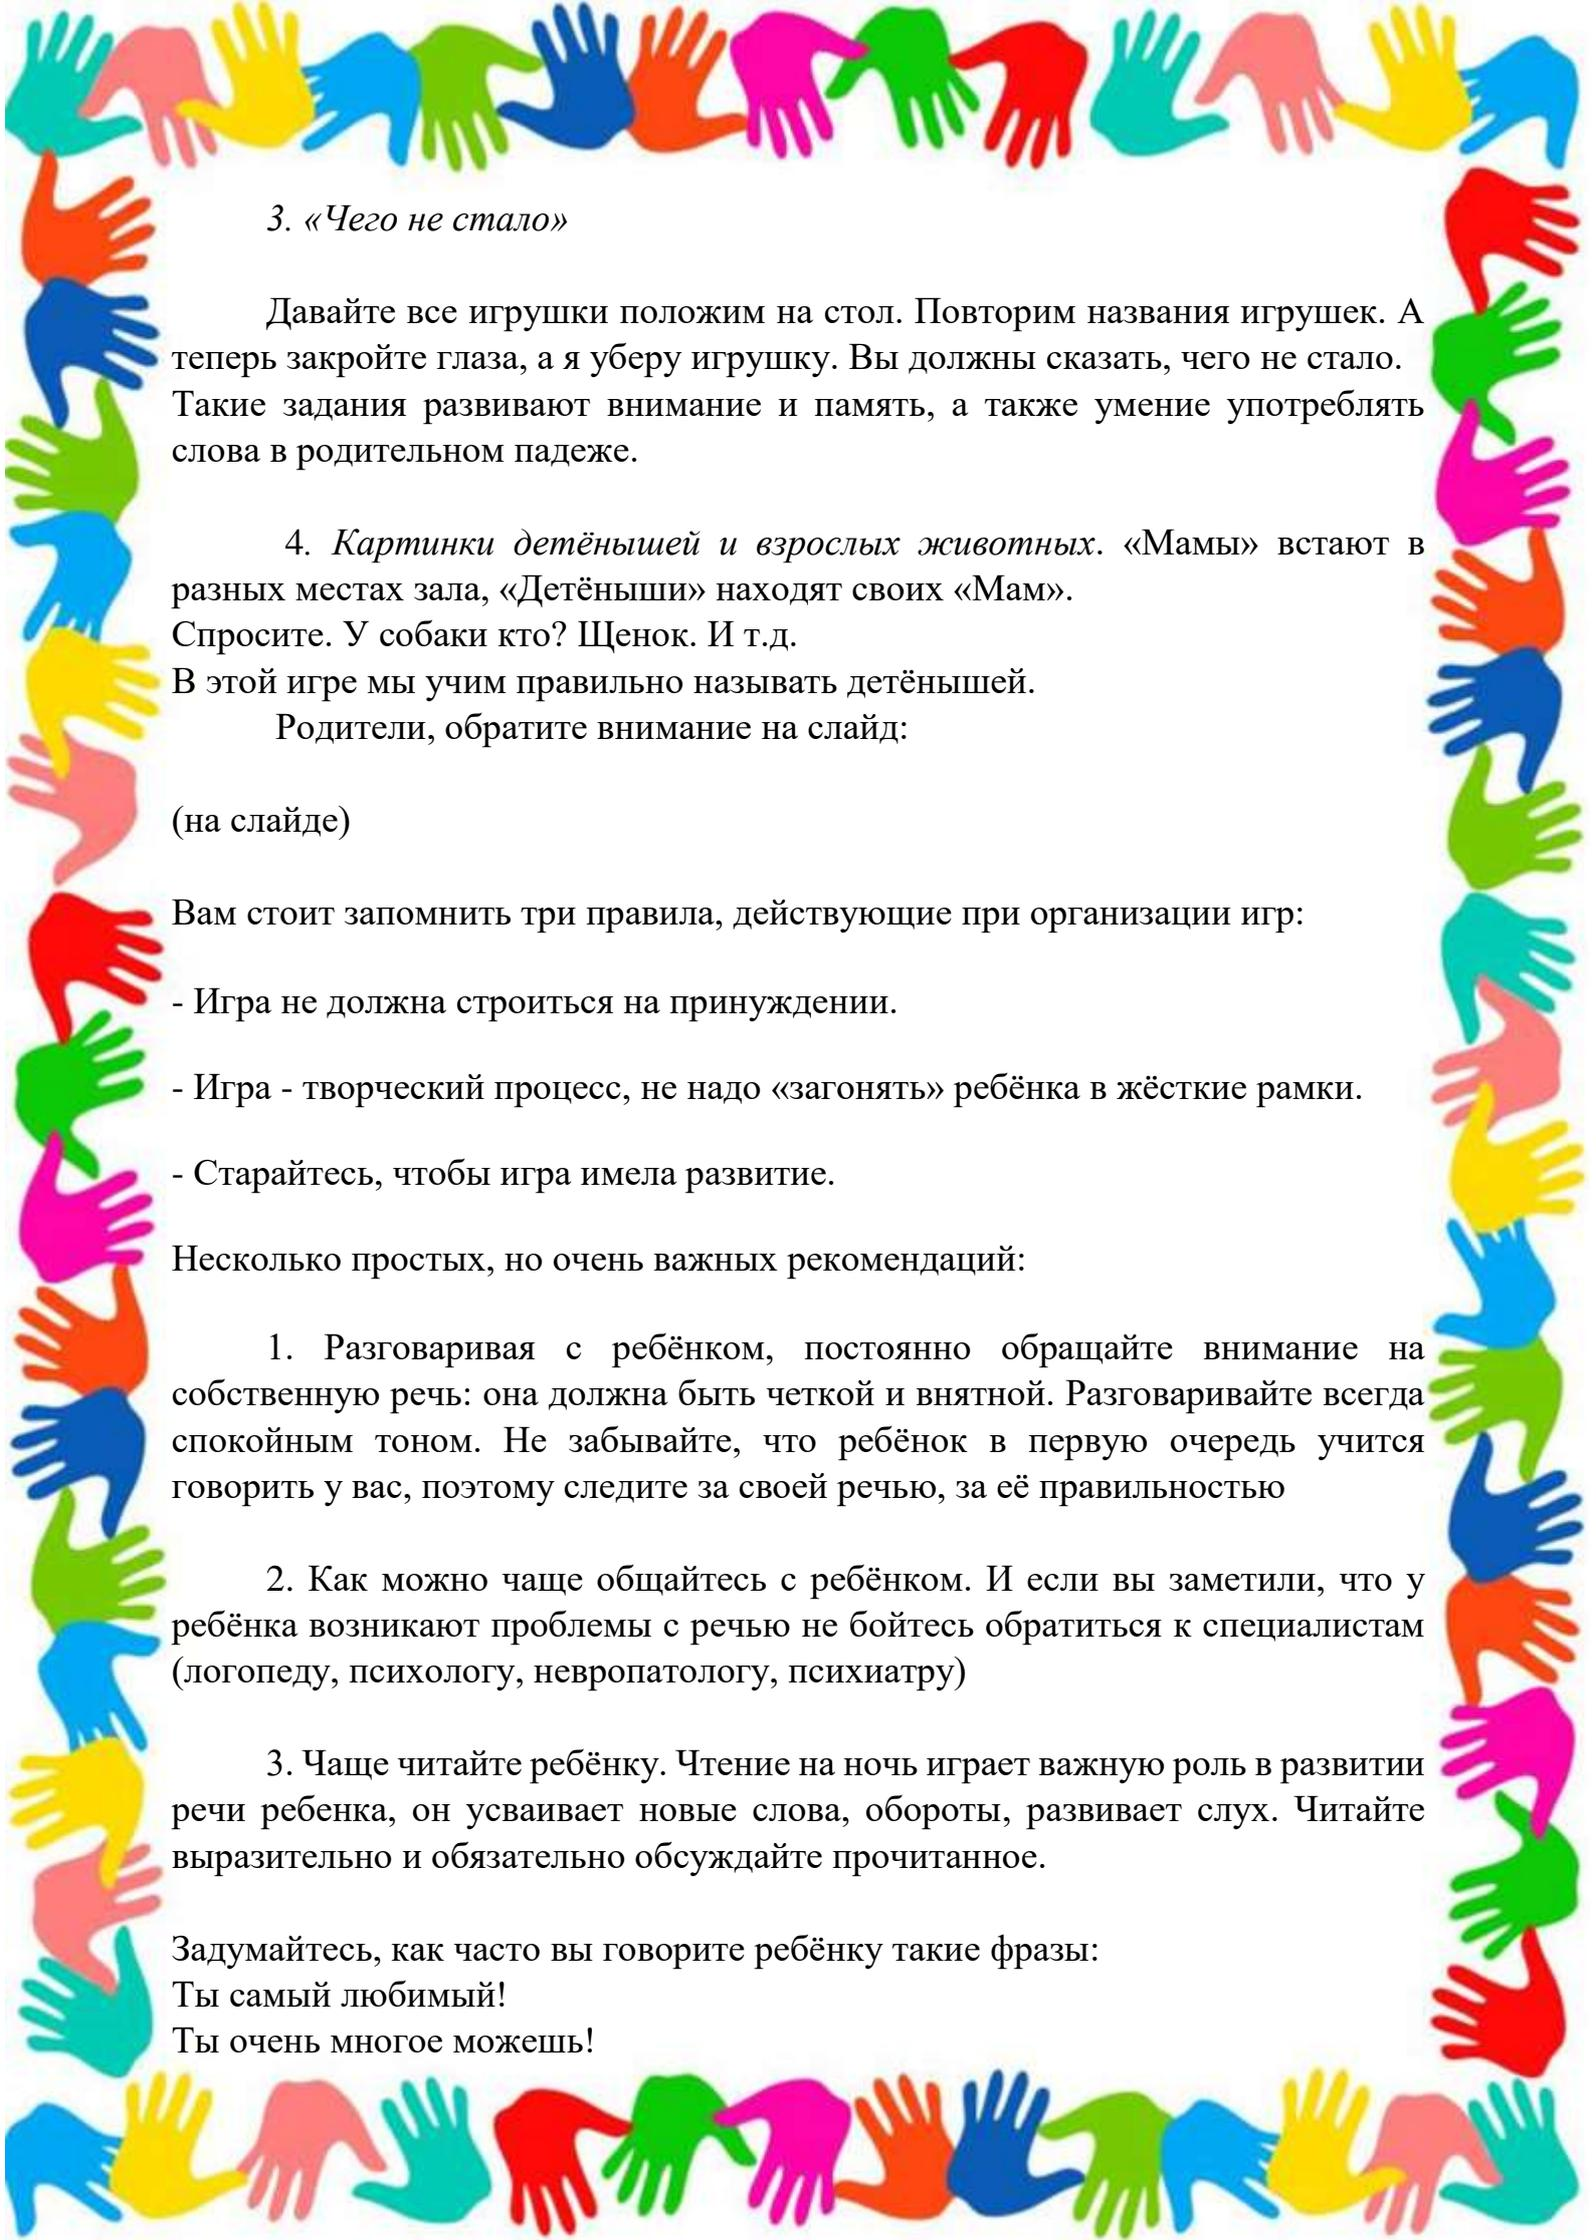 3. «Чего не стало»
Давайте все игрушки положим на стол. Повторим названия игрушек. А
теперь закройте глаза, а я уберу игрушку. Вы должны сказать, чего не стало.
Такие задания развивают внимание и память, а также умение употреблять
слова в родительном падеже.
4. Картинки детёнышей и взрослых животных. «Мамы» встают в
разных местах зала, «Детёныши» находят своих «Мам».
Спросите. У собаки кто? Щенок. И т.д.
В этой игре мы учим правильно называть детёнышей.
Родители, обратите внимание на слайд:
(на слайде)
Вам стоит запомнить три правила, действующие при организации игр:
- Игра не должна строиться на принуждении.
- Игра - творческий процесс, не надо «загонять» ребёнка в жёсткие рамки.
- Старайтесь, чтобы игра имела развитие.
Несколько простых, но очень важных рекомендаций:
1. Разговаривая с ребёнком, постоянно обращайте внимание на
собственную речь: она должна быть четкой и внятной. Разговаривайте всегда
спокойным тоном. Не забывайте, что ребёнок в первую очередь учится
говорить у вас, поэтому следите за своей речью, за её правильностью
2. Как можно чаще общайтесь с ребёнком. И если вы заметили, что у
ребёнка возникают проблемы с речью не бойтесь обратиться к специалистам
(логопеду, психологу, невропатологу, психиатру)
3. Чаще читайте ребёнку. Чтение на ночь играет важную роль в развитии
речи ребенка, он усваивает новые слова, обороты, развивает слух. Читайте
выразительно и обязательно обсуждайте прочитанное.
Задумайтесь, как часто вы говорите ребёнку такие фразы:
Ты самый любимый!
Ты очень многое можешь!